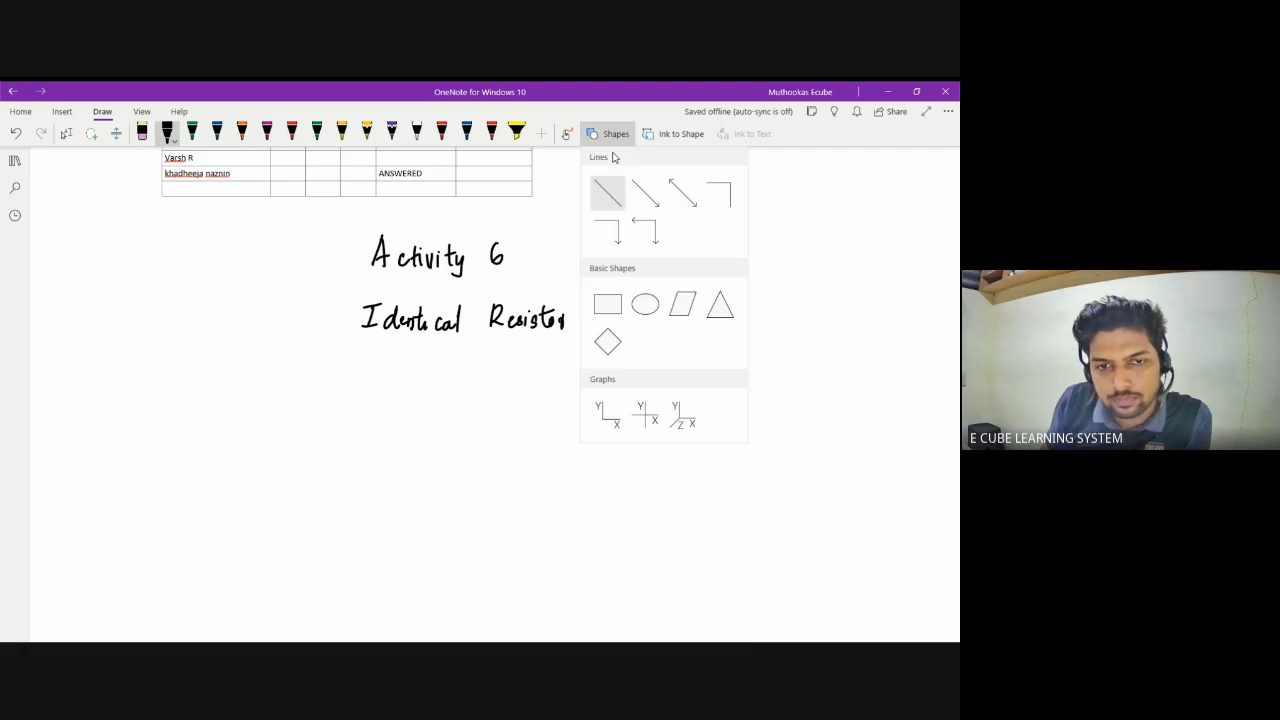 OneNote for Windows 10
Muthookas Ecube
Home Insert Draw View Help
Saved offline (auto-sync is off)
Share
Shapes
Ink to Shape
Ink to Text
Varsh R
khadheeja naznin ANSWERED
Lines
Activity 6
Basic Shapes
Identical Resistor
Graphs
Y X Y X Y Z X
E CUBE LEARNING SYSTEM